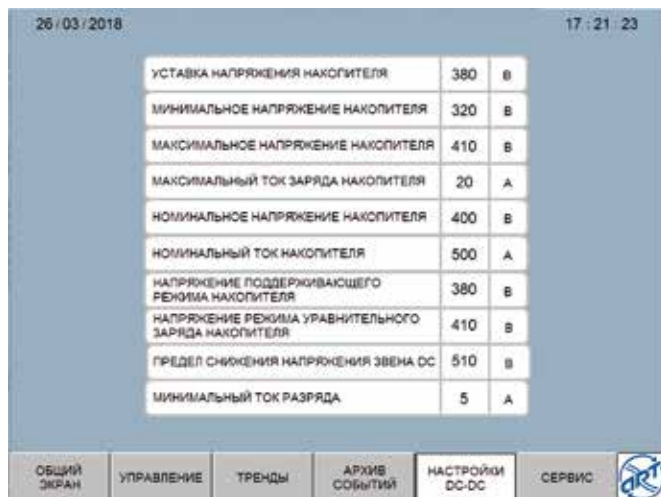 26/03/2018 17:21:23
УСТАВКА НАПРЯЖЕНИЯ НАКОПИТЕЛЯ 380 В
МИНИМАЛЬНОЕ НАПРЯЖЕНИЕ НАКОПИТЕЛЯ 320 В
МАКСИМАЛЬНОЕ НАПРЯЖЕНИЕ НАКОПИТЕЛЯ 410 В
МАКСИМАЛЬНЫЙ ТОК ЗАРЯДА НАКОПИТЕЛЯ 20 А
НОМИНАЛЬНОЕ НАПРЯЖЕНИЕ НАКОПИТЕЛЯ 400 В
НОМИНАЛЬНЫЙ ТОК НАКОПИТЕЛЯ 500 А
НАПРЯЖЕНИЕ ПОДДЕРЖИВАЮЩЕГО
РЕЖИМА НАКОПИТЕЛЯ 380 В
НАПРЯЖЕНИЕ РЕЖИМА УРАВНИТЕЛЬНОГО
ЗАРЯДА НАКОПИТЕЛЯ 410 В
ПРЕДЕЛ СНИЖЕНИЯ НАПРЯЖЕНИЯ ЗВЕНА DC 510 В
МИНИМАЛЬНЫЙ ТОК РАЗРЯДА 5 А
ОБЩИЙ
ЭКРАН
УПРАВЛЕНИЕ
ТРЕНДЫ
АРХИВ
СОБЫТИЙ
НАСТРОЙКИ
DC-DC
СЕРВИС
ART